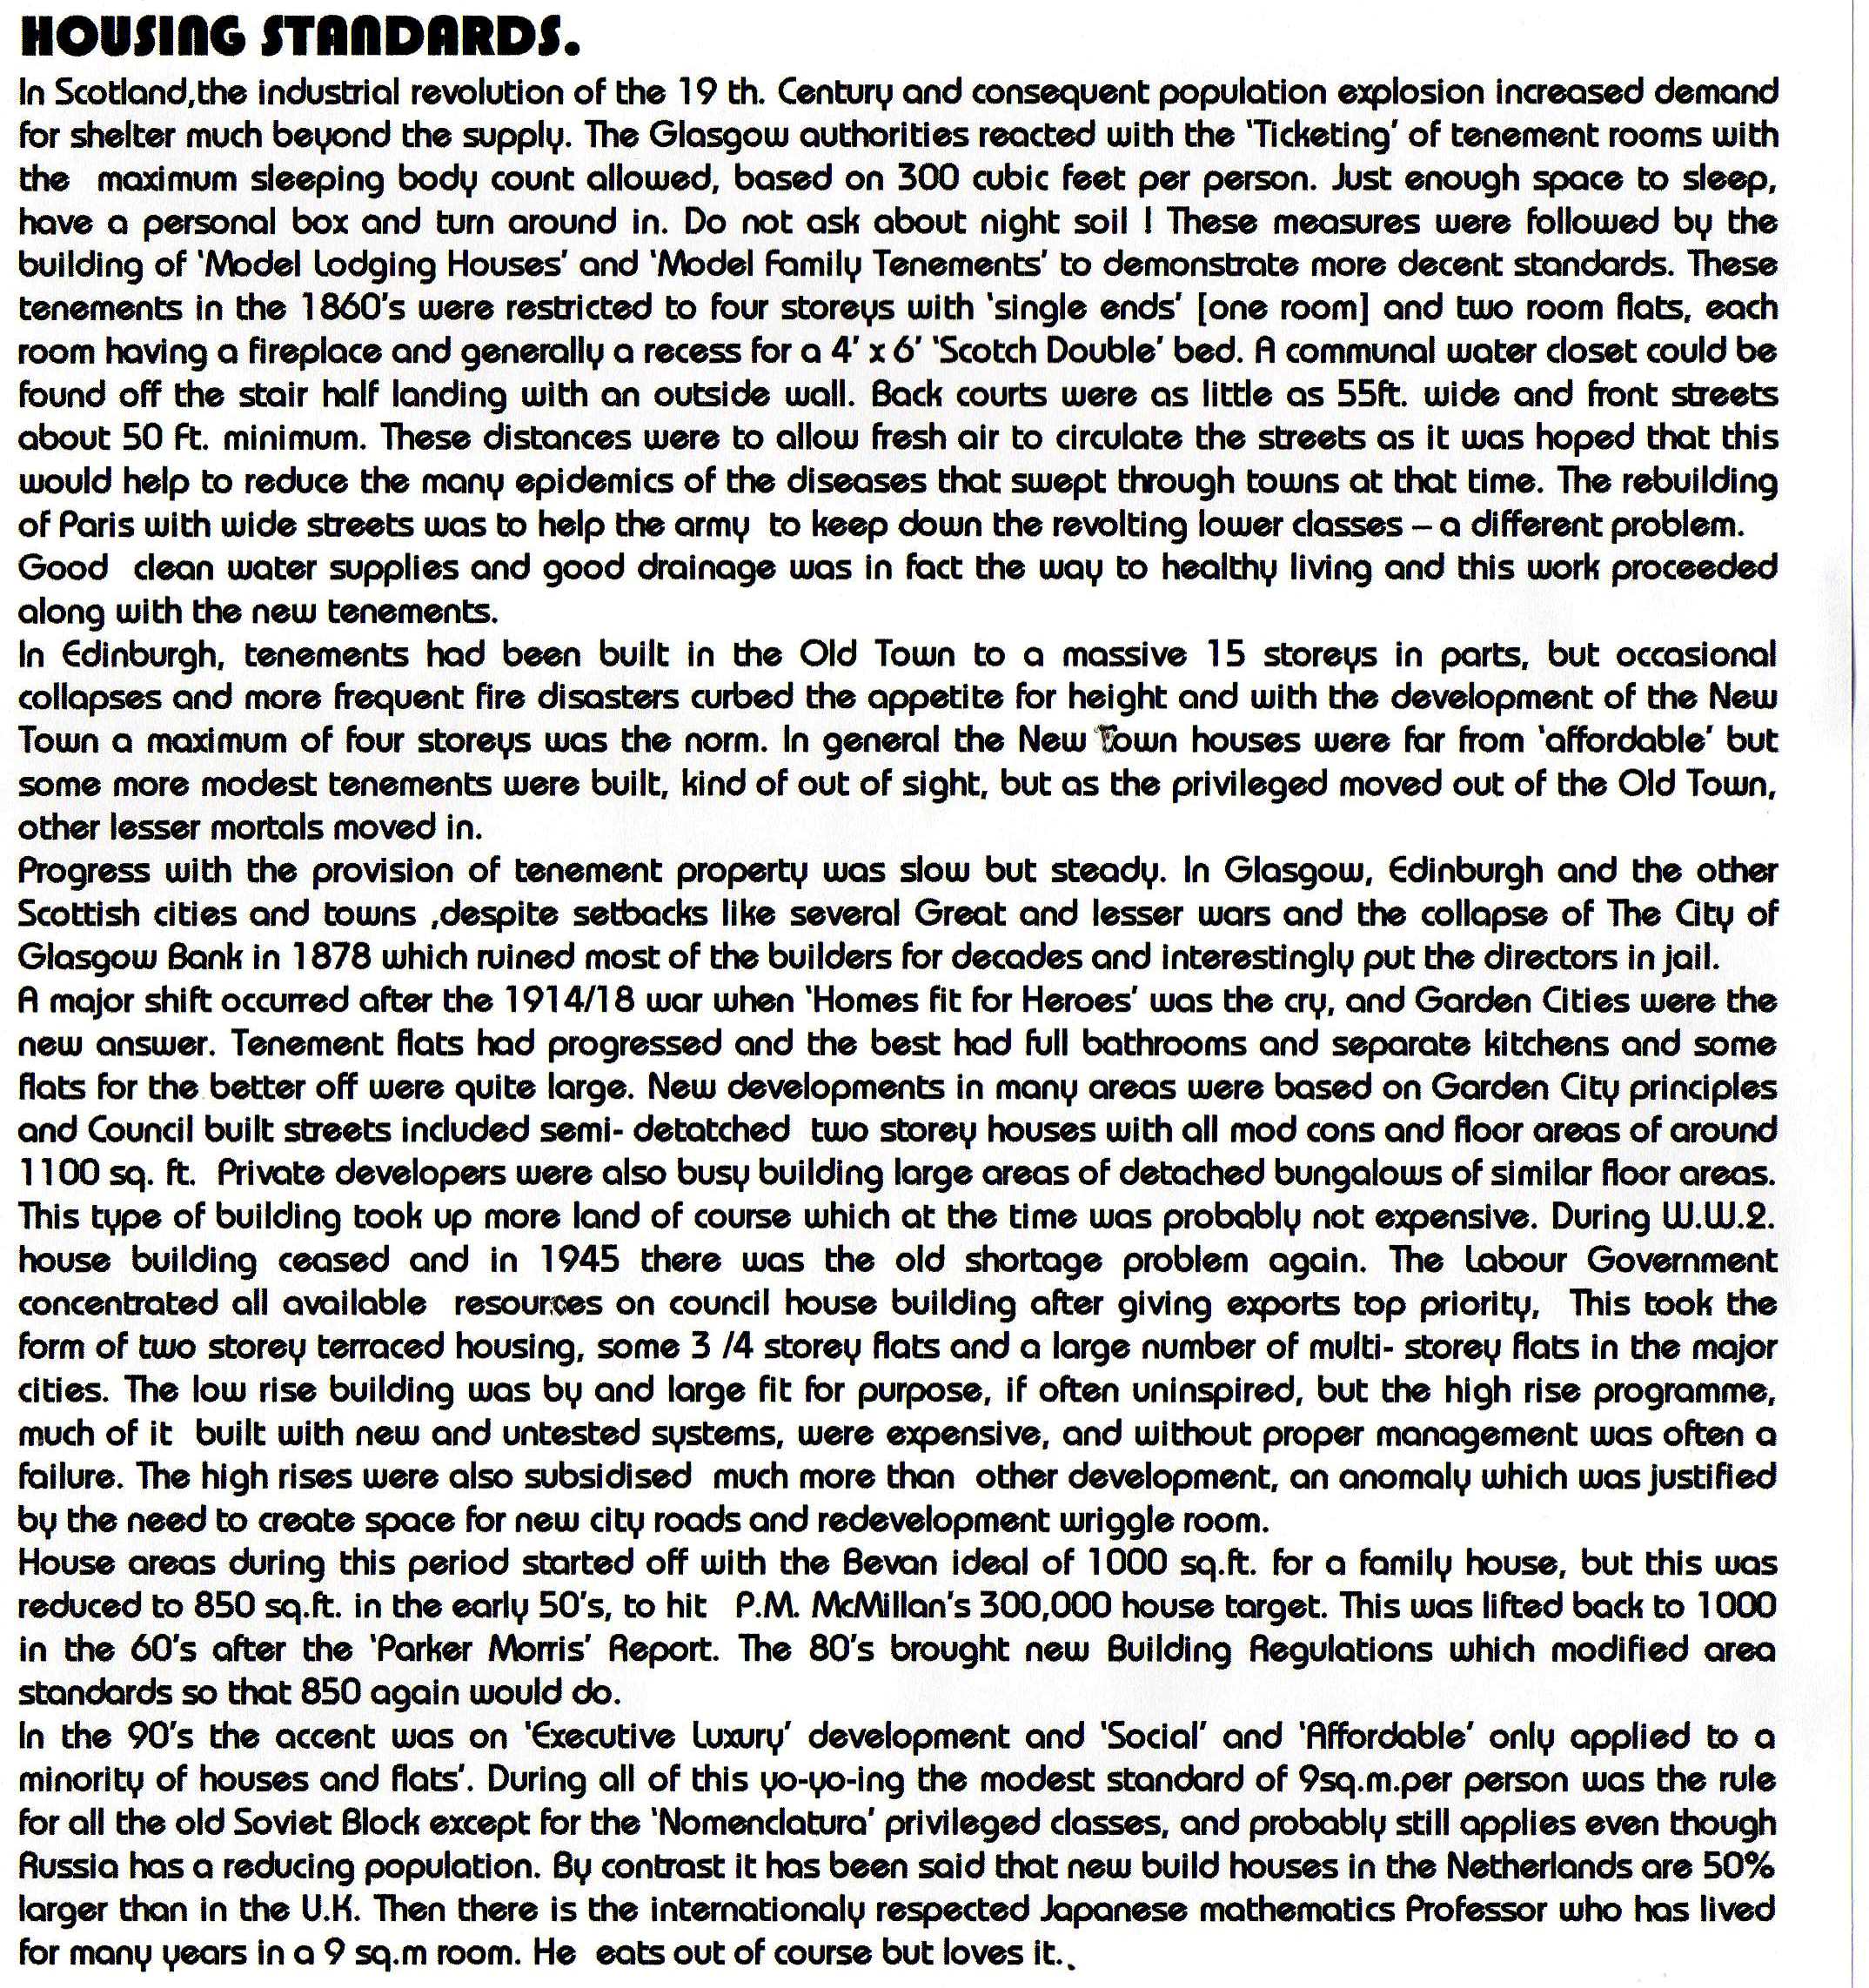 HOUSING STANDARDS.
In Scotland,the industrial revolution of the 19 th. Century and consequent population explosion increased demand
for shelter much beyond the supply. The Glasgow authorities reacted with the 'Ticketing' of tenement rooms with
the maximum sleeping body count allowed, based on 300 cubic feet per person. Just enough space to sleep,
have a personal box and turn around in. Do not ask about night soil ! These measures were followed by the
building of 'Model Lodging Houses' and 'Model Family Tenements' to demonstrate more decent standards. These
tenements in the 1860's were restricted to four storeys with 'single ends' [one room] and two room flats, each
room having a fireplace and generally a recess for a 4' x 6' 'Scotch Double' bed. A communal water closet could be
found off the stair half landing with an outside wall. Back courts were as little as 55ft. wide and front streets
about 50 ft. minimum. These distances were to allow fresh air to circulate the streets as it was hoped that this
would help to reduce the many epidemics of the diseases that swept through towns at that time. The rebuilding
of Paris with wide streets was to help the army to keep down the revolting lower classes – a different problem.
Good clean water supplies and good drainage was in fact the way to healthy living and this work proceeded
along with the new tenements.
In Edinburgh, tenements had been built in the Old Town to a massive 15 storeys in parts, but occasional
collapses and more frequent fire disasters curbed the appetite for height and with the development of the New
Town a maximum of four storeys was the norm. In general the New Town houses were far from 'affordable' but
some more modest tenements were built, kind of out of sight, but as the privileged moved out of the Old Town,
other lesser mortals moved in.
Progress with the provision of tenement property was slow but steady. In Glasgow, Edinburgh and the other
Scottish cities and towns ,despite setbacks like several Great and lesser wars and the collapse of The City of
Glasgow Bank in 1878 which ruined most of the builders for decades and interestingly put the directors in jail.
A major shift occurred after the 1914/18 war when 'Homes fit for Heroes' was the cry, and Garden Cities were the
new answer. Tenement flats had progressed and the best had full bathrooms and separate kitchens and some
flats for the better off were quite large. New developments in many areas were based on Garden City principles
and Council built streets included semi- detatched two storey houses with all mod cons and floor areas of around
1100 sq. ft. Private developers were also busy building large areas of detached bungalows of similar floor areas.
This type of building took up more land of course which at the time was probably not expensive. During W.W.2.
house building ceased and in 1945 there was the old shortage problem again. The Labour Government
concentrated all available resources on council house building after giving exports top priority, This took the
form of two storey terraced housing, some 3 /4 storey flats and a large number of multi- storey flats in the major
cities. The low rise building was by and large fit for purpose, if often uninspired, but the high rise programme,
much of it built with new and untested systems, were expensive, and without proper management was often a
failure. The high rises were also subsidised much more than other development, an anomaly which was justified
by the need to create space for new city roads and redevelopment wriggle room.
House areas during this period started off with the Bevan ideal of 1000 sq.ft. for a family house, but this was
reduced to 850 sq.ft. in the early 50's, to hit P.M. McMillan's 300,000 house target. This was lifted back to 1000
in the 60's after the 'Parker Morris' Report. The 80's brought new Building Regulations which modified area
standards so that 850 again would do.
In the 90's the accent was on 'Executive Luxury' development and 'Social' and 'Affordable' only applied to a
minority of houses and flats'. During all of this yo-yo-ing the modest standard of 9sq.m.per person was the rule
for all the old Soviet Block except for the 'Nomenclatura' privileged classes, and probably still applies even though
Russia has a reducing population. By contrast it has been said that new build houses in the Netherlands are 50%
larger than in the U.K. Then there is the internationaly respected Japanese mathematics Professor who has lived
for many years in a 9 sq.m room. He eats out of course but loves it..